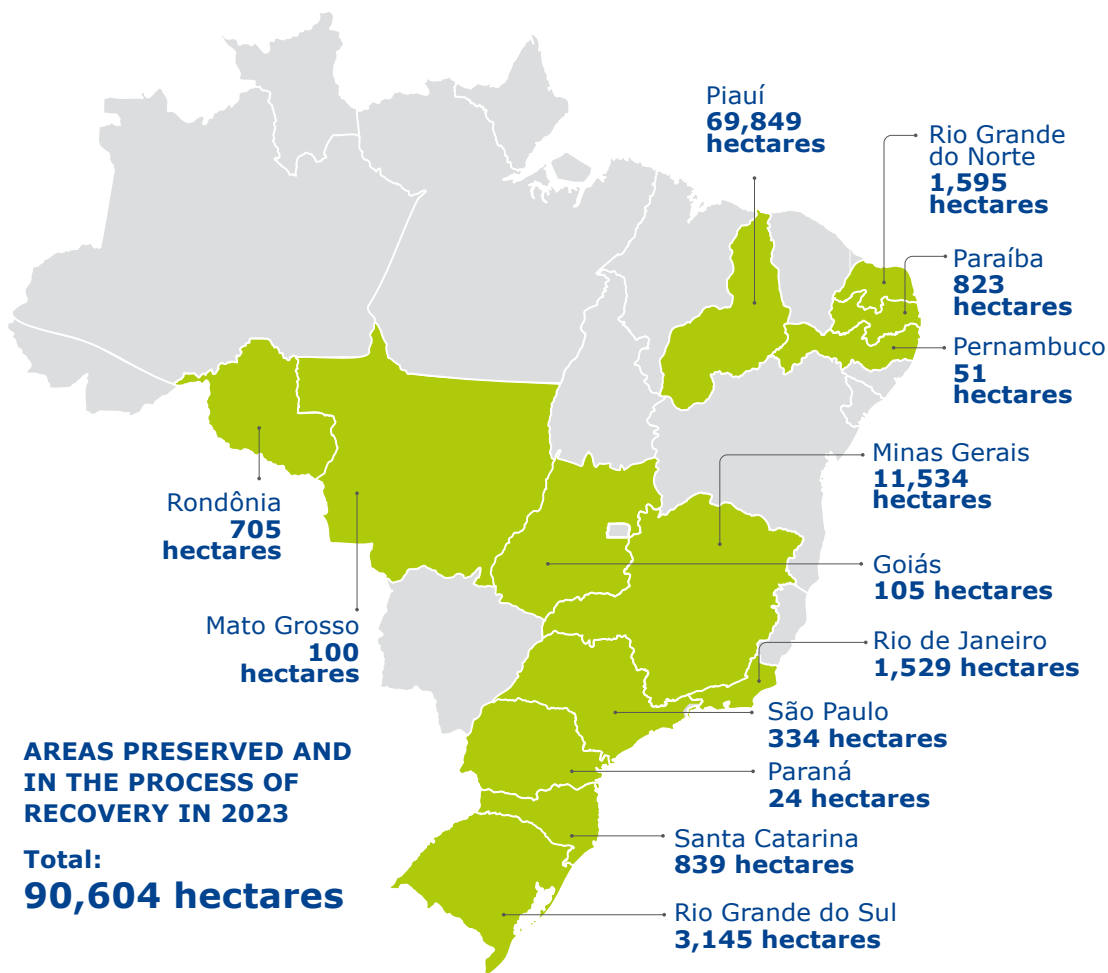 Piauí
69,849
hectares
Rio Grande
do Norte
1,595
hectares
Paraíba
823
hectares
Pernambuco
51
hectares
Minas Gerais
11,534
hectares
Rondônia
705
hectares
Goiás
105 hectares
Mato Grosso
100
hectares
Rio de Janeiro
1,529 hectares
São Paulo
334 hectares
Paraná
24 hectares
Santa Catarina
839 hectares
Rio Grande do Sul
3,145 hectares
AREAS PRESERVED AND
IN THE PROCESS OF
RECOVERY IN 2023
Total:
90,604 hectares